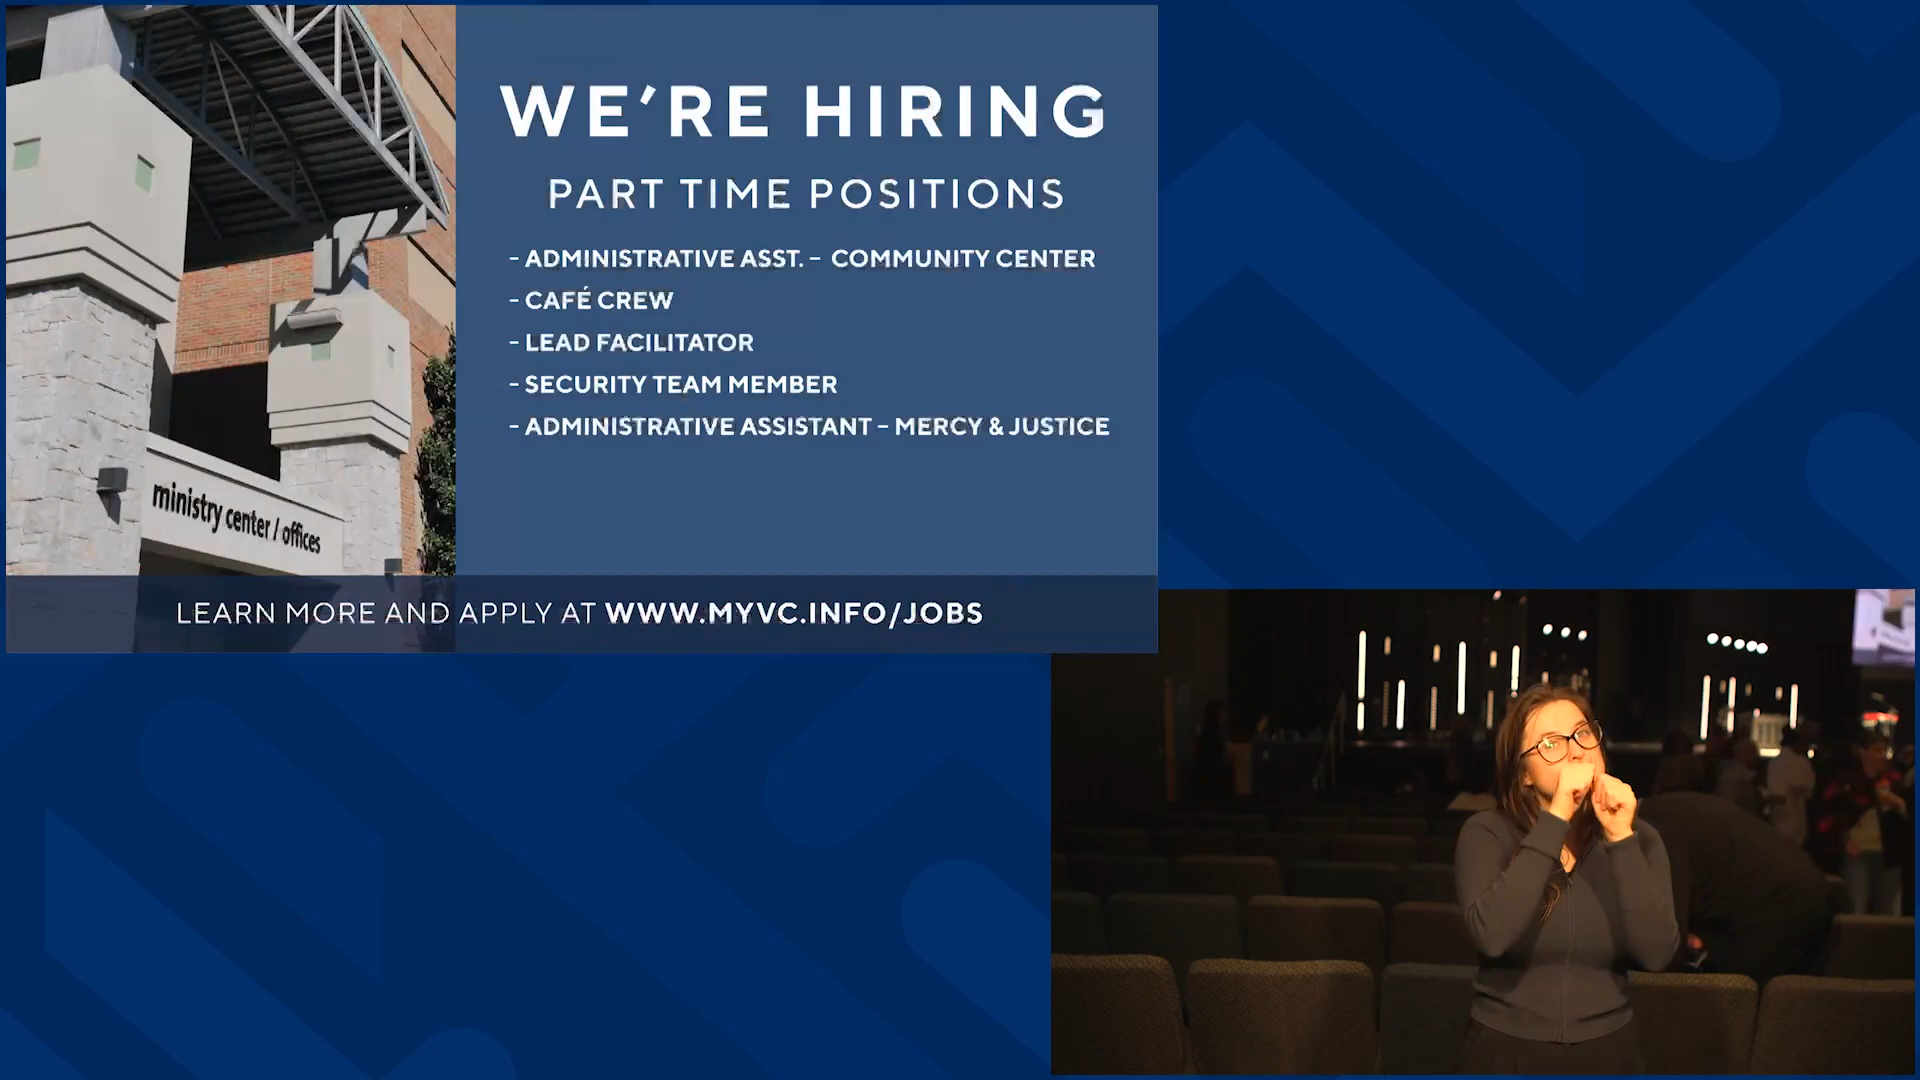 WE'RE HIRING
PART TIME POSITIONS
- ADMINISTRATIVE ASST. - COMMUNITY CENTER
- CAFÉ CREW
- LEAD FACILITATOR
- SECURITY TEAM MEMBER
- ADMINISTRATIVE ASSISTANT - MERCY & JUSTICE
ministry center / offices
LEARN MORE AND APPLY AT WWW.MYVC.INFO/JOBS